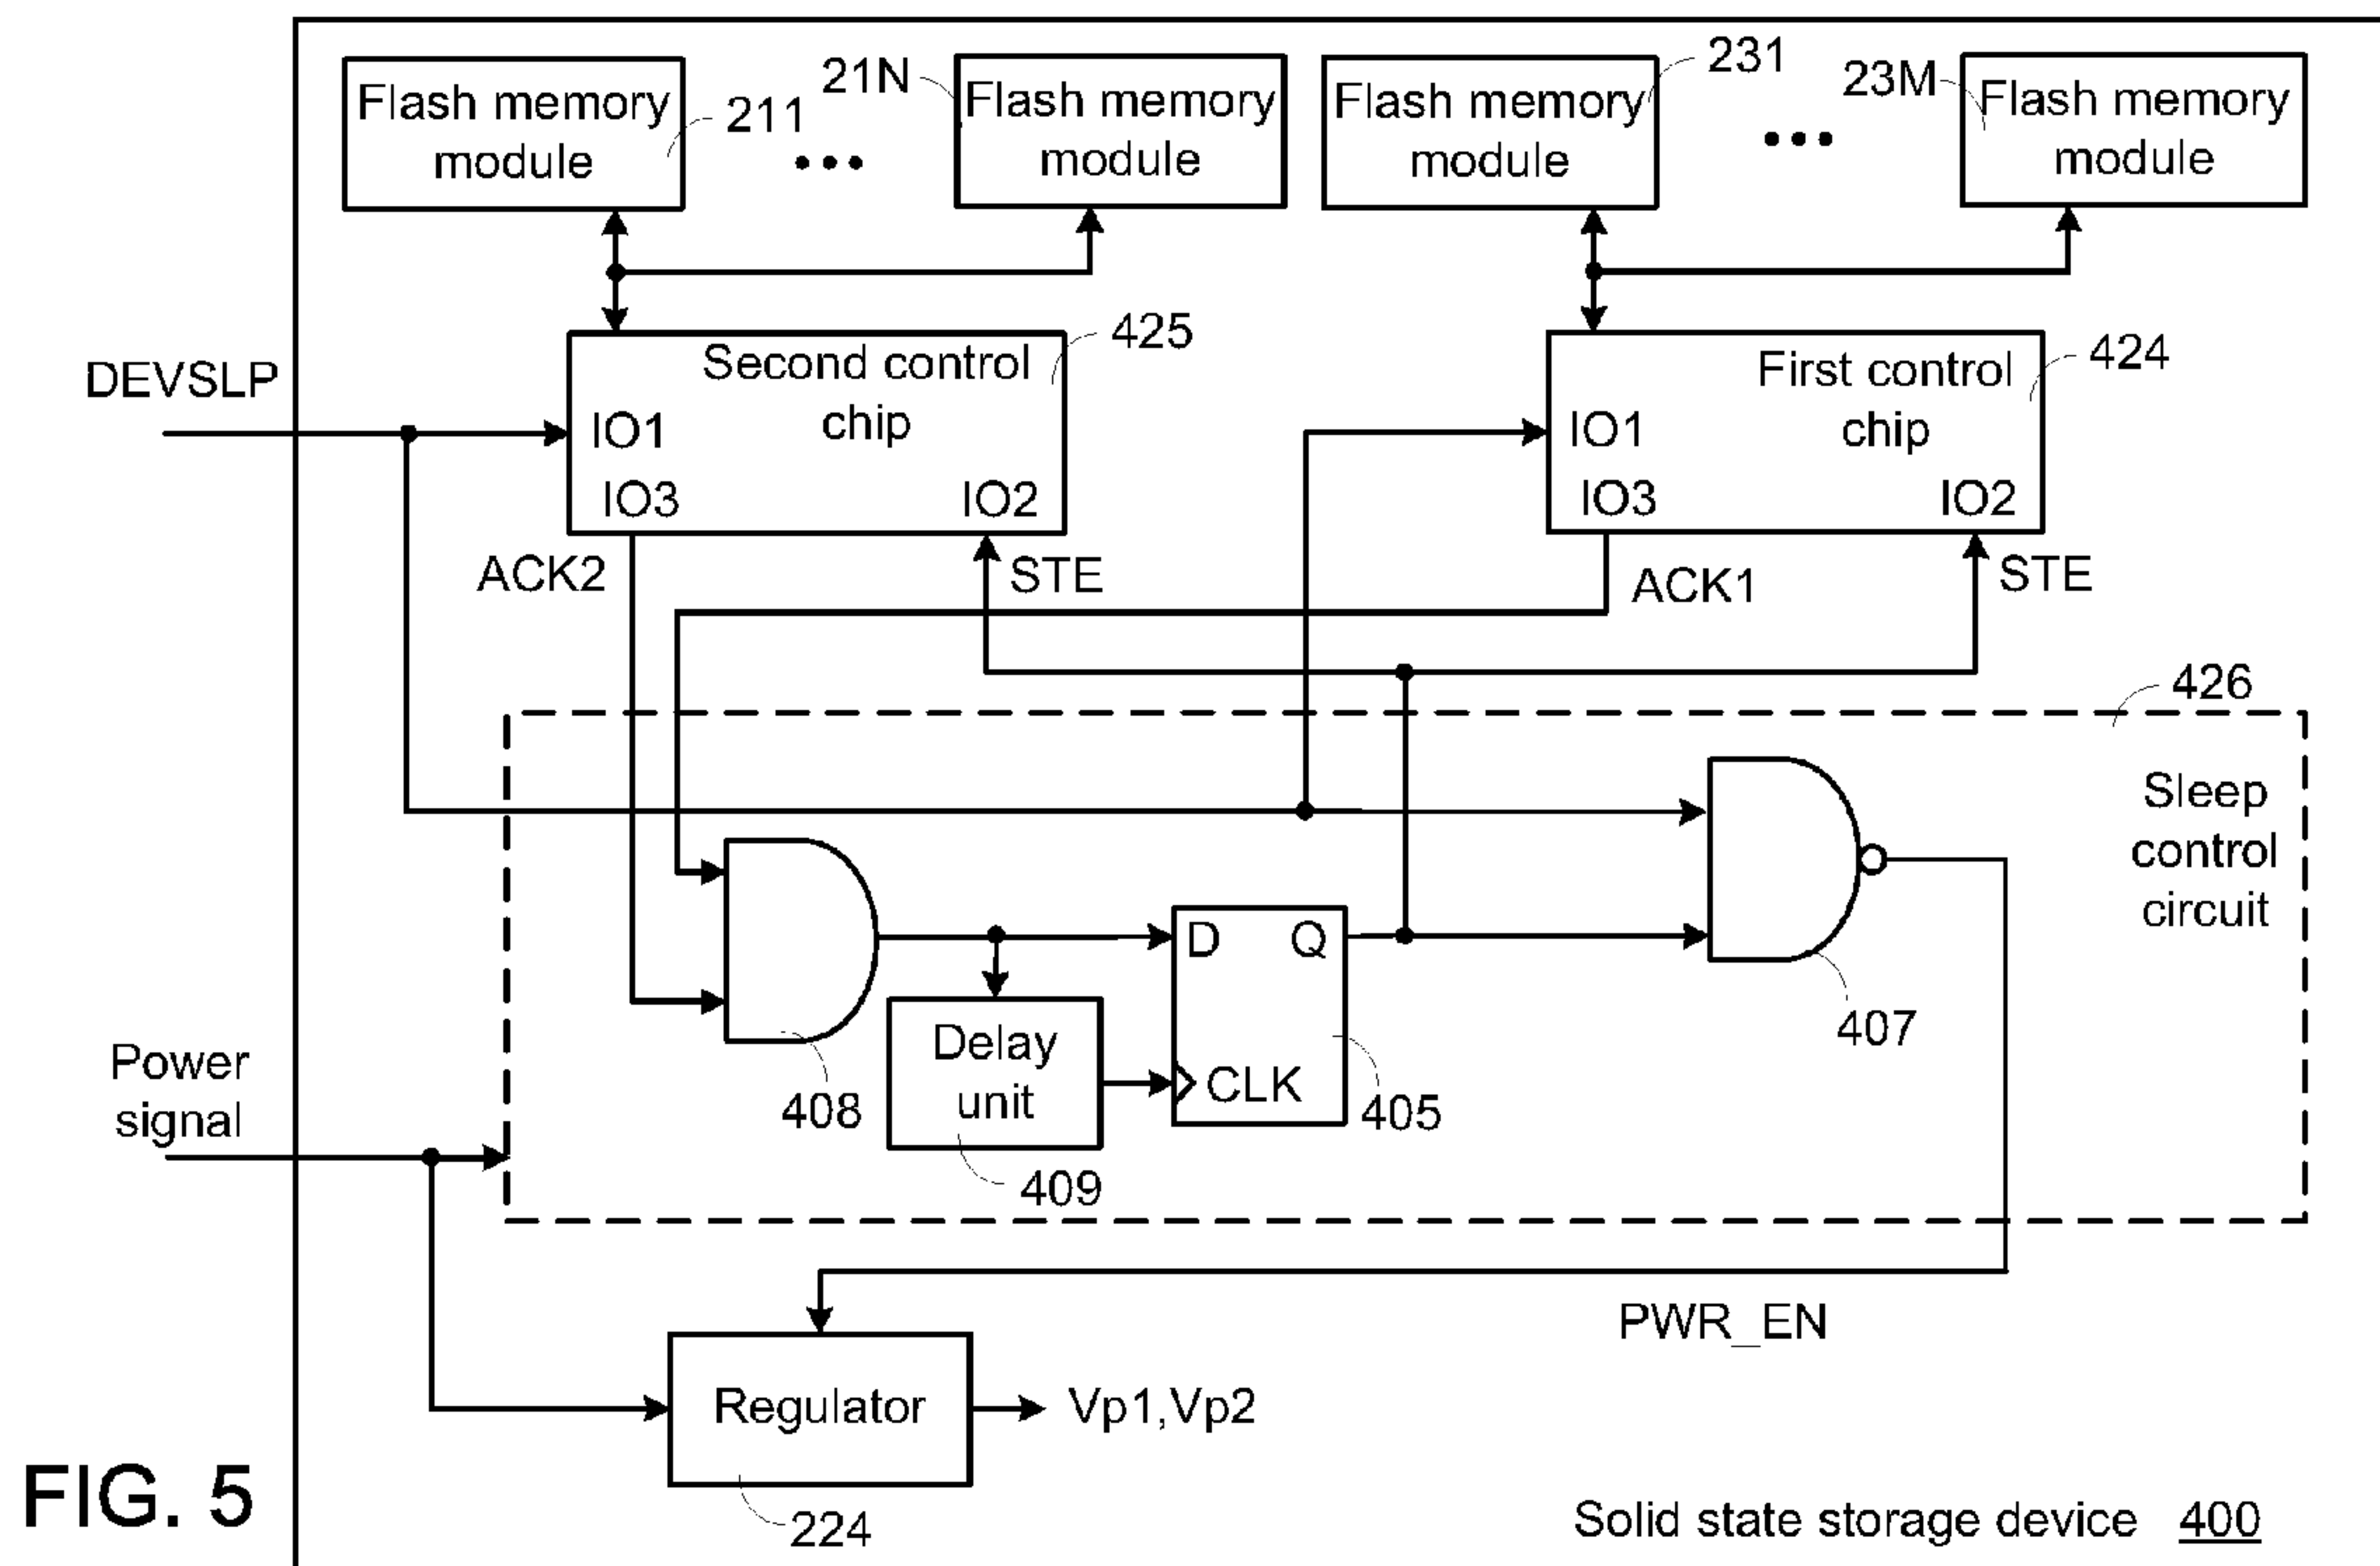 Flash memory
module
211
21N
Flash memory
module
Flash memory
module
231
23M
Flash memory
module
DEVSLP
Second control
chip
425
IO1
IO3
IO2
First control
chip
424
IO1
IO3
IO2
ACK2
STE
ACK1
STE
426
Sleep
control
circuit
D
Q
CLK
408
Delay
unit
409
405
407
Power
signal
PWR_EN
Regulator
Vp1,Vp2
224
FIG. 5
Solid state storage device 400